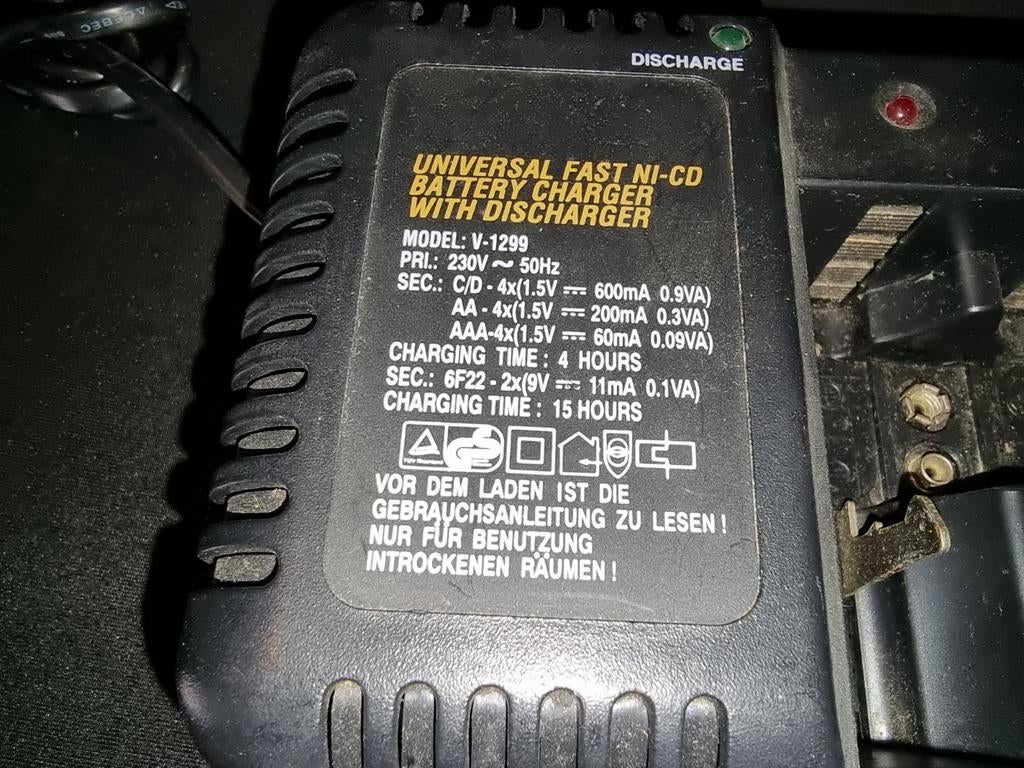 DISCHARGE
UNIVERSAL FAST NI-CD
BATTERY CHARGER
WITH DISCHARGER
MODEL: V-1299
PRI.: 230V ~ 50Hz
SEC.: C/D - 4x(1.5V ⎓ 600mA 0.9VA)
AA - 4x(1.5V ⎓ 200mA 0.3VA)
AAA-4x(1.5V ⎓ 60mA 0.09VA)
CHARGING TIME : 4 HOURS
SEC.: 6F22 - 2x(9V ⎓ 11mA 0.1VA)
CHARGING TIME : 15 HOURS
VOR DEM LADEN IST DIE
GEBRAUCHSANLEITUNG ZU LESEN !
NUR FÜR BENUTZUNG
INTROCKENEN RÄUMEN !